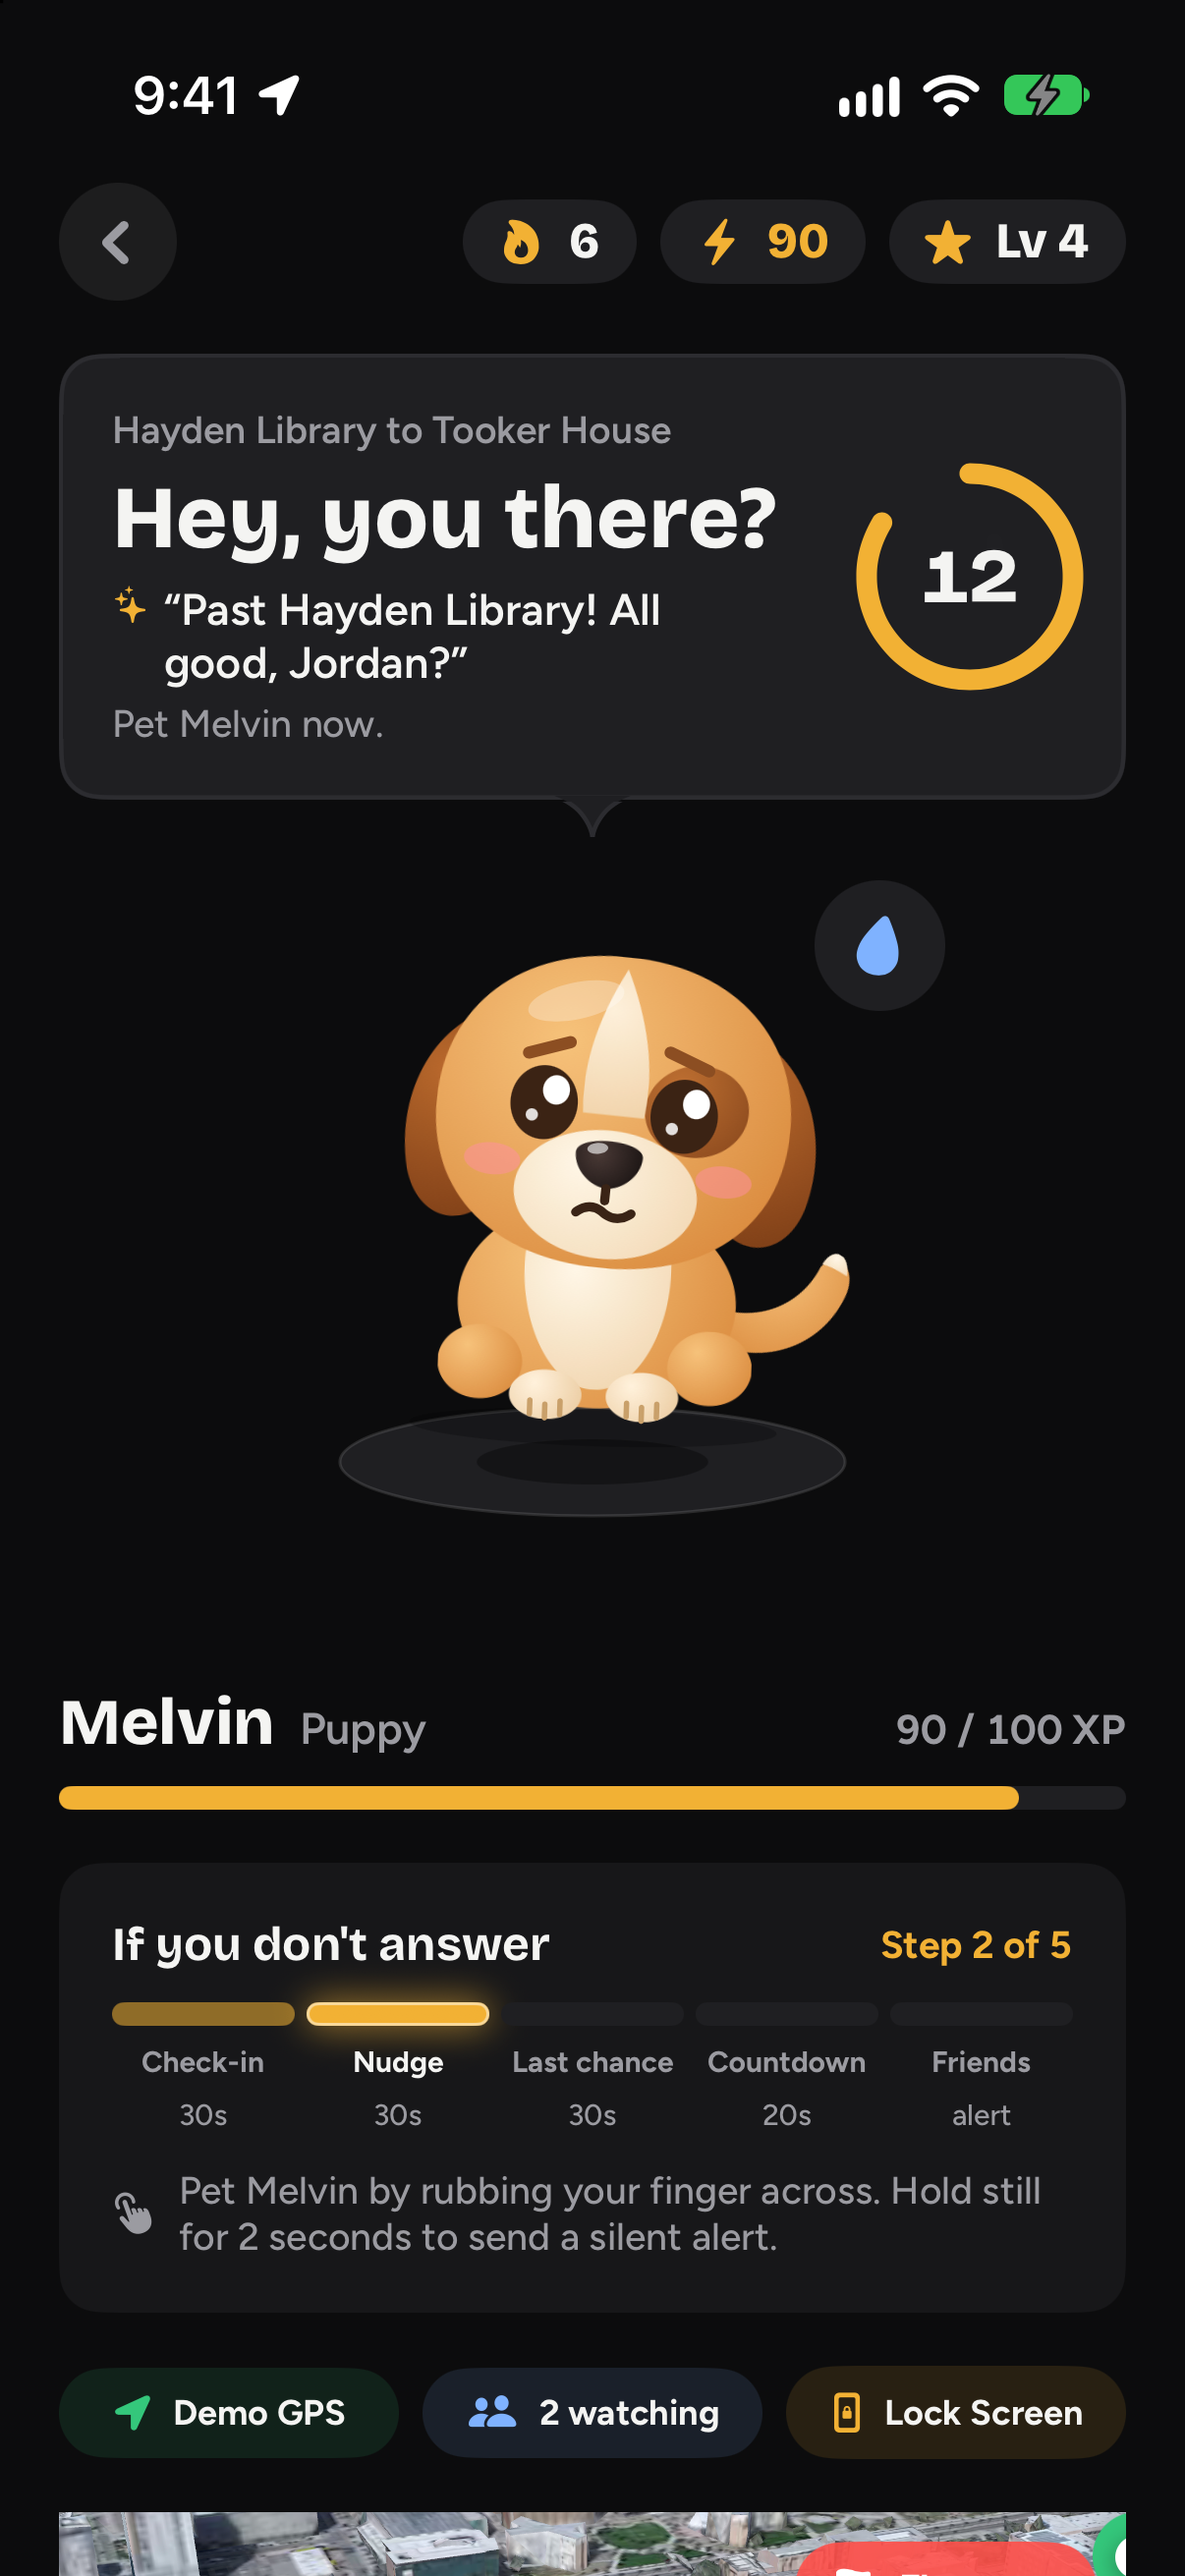 9:41
6
90
Lv 4
Hayden Library to Tooker House
Hey, you there?
12
“Past Hayden Library! All
good, Jordan?”
Pet Melvin now.
Melvin Puppy
90 / 100 XP
If you don't answer
Step 2 of 5
Check-in
Nudge
Last chance
Countdown
Friends
30s
30s
30s
20s
alert
Pet Melvin by rubbing your finger across. Hold still
for 2 seconds to send a silent alert.
Demo GPS
2 watching
Lock Screen